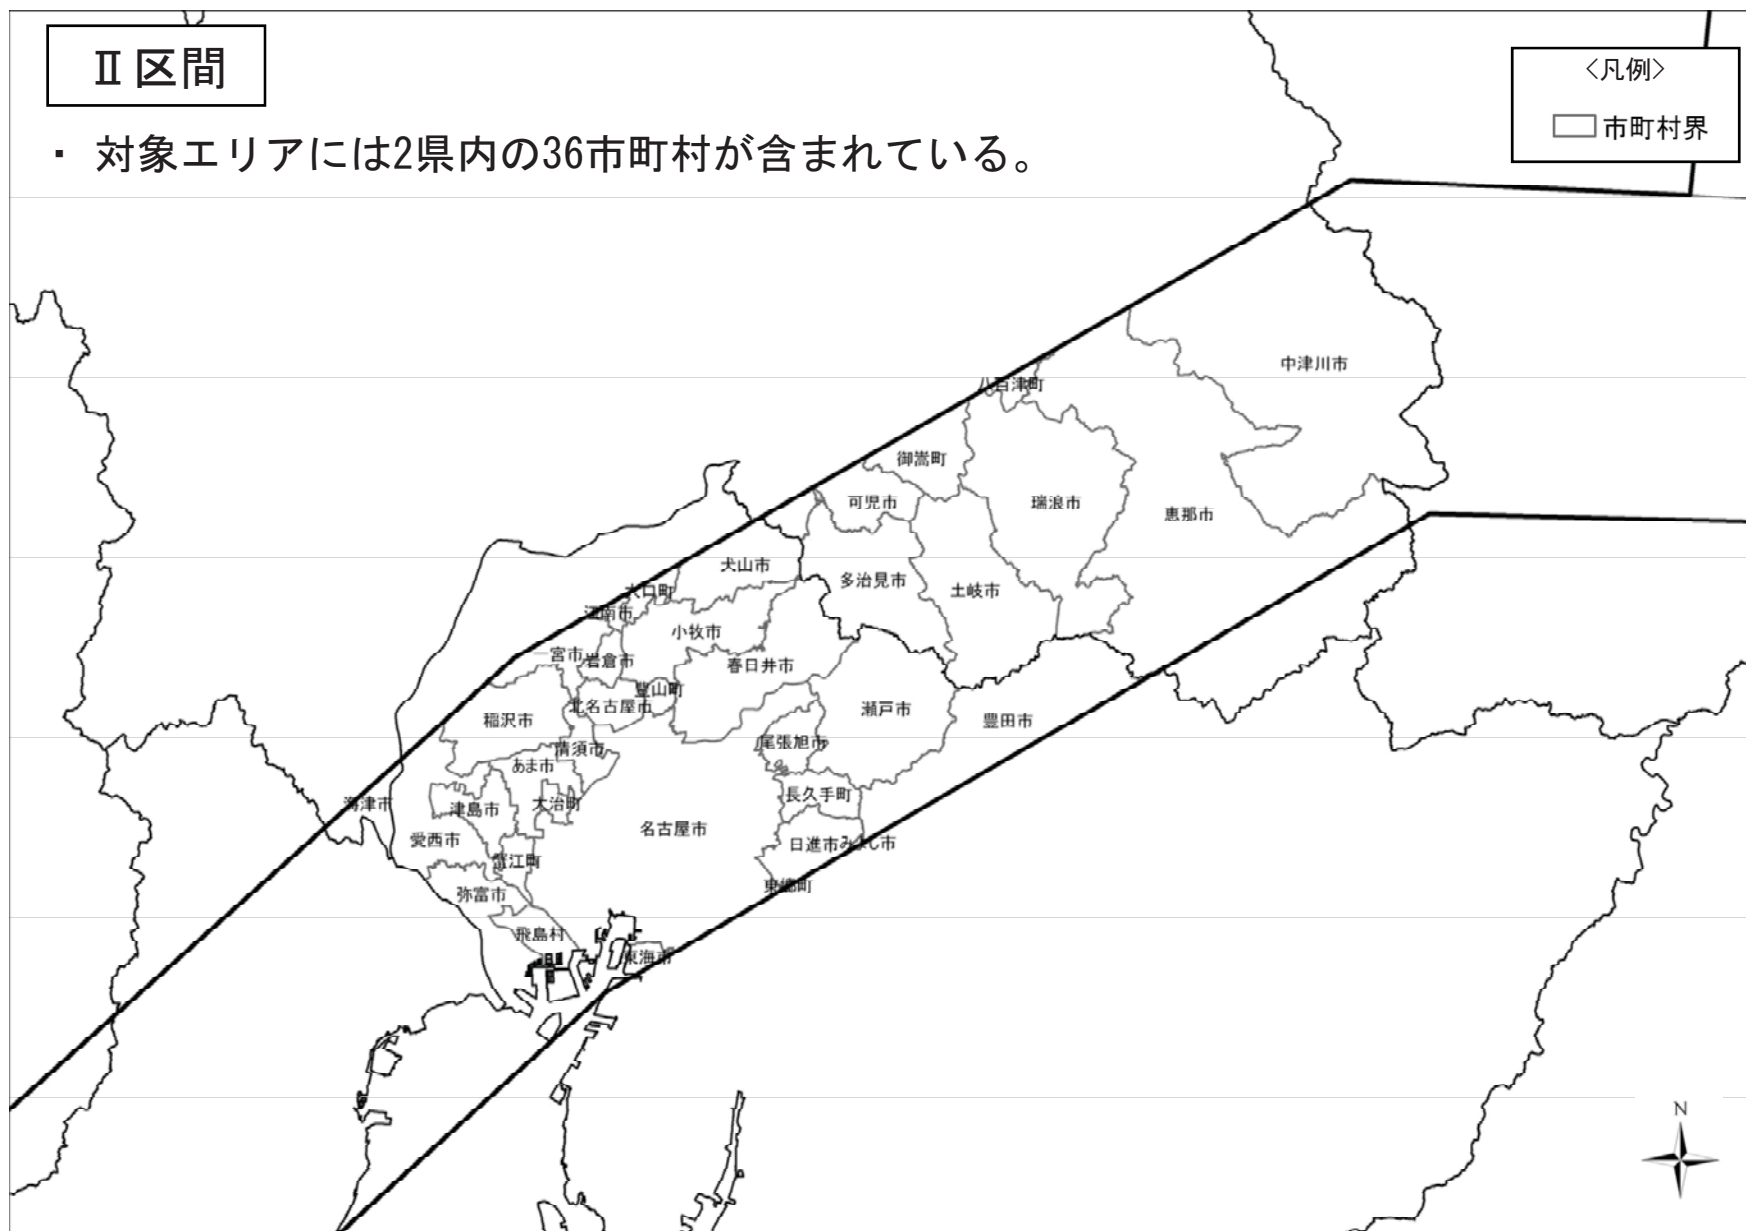 Ⅱ区間
<凡例>
市町村界
・ 対象エリアには2県内の36市町村が含まれている。
中津川市
八百津町
御嵩町
可児市
瑞浪市
恵那市
犬山市
多治見市
土岐市
大口町
江南市
小牧市
一宮市
岩倉市
春日井市
豊山町
北名古屋市
稲沢市
瀬戸市
豊田市
清須市
尾張旭市
あま市
海津市
津島市
大治町
長久手町
名古屋市
愛西市
日進市
みよし市
蟹江町
東郷町
弥富市
飛島村
東海市
N